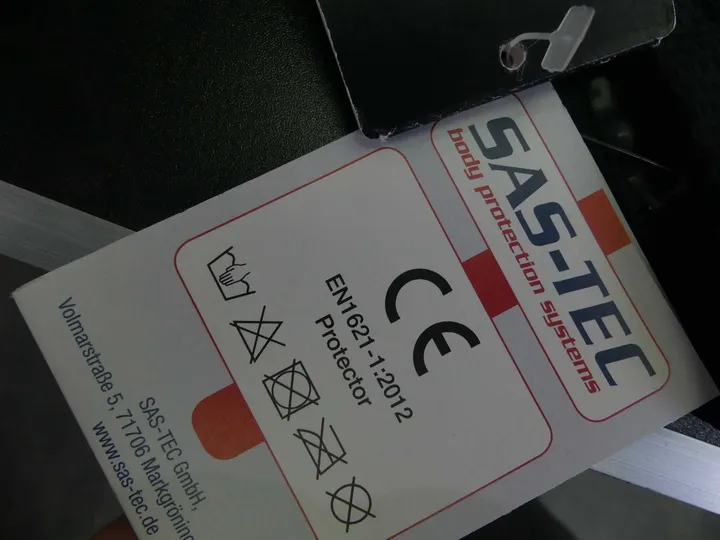 SAS-TEC
body protection systems
CE
EN1621-1:2012
Protector
SAS-TEC GmbH,
Volmarstraße 5, 71706 Markgröning
www.sas-tec.de